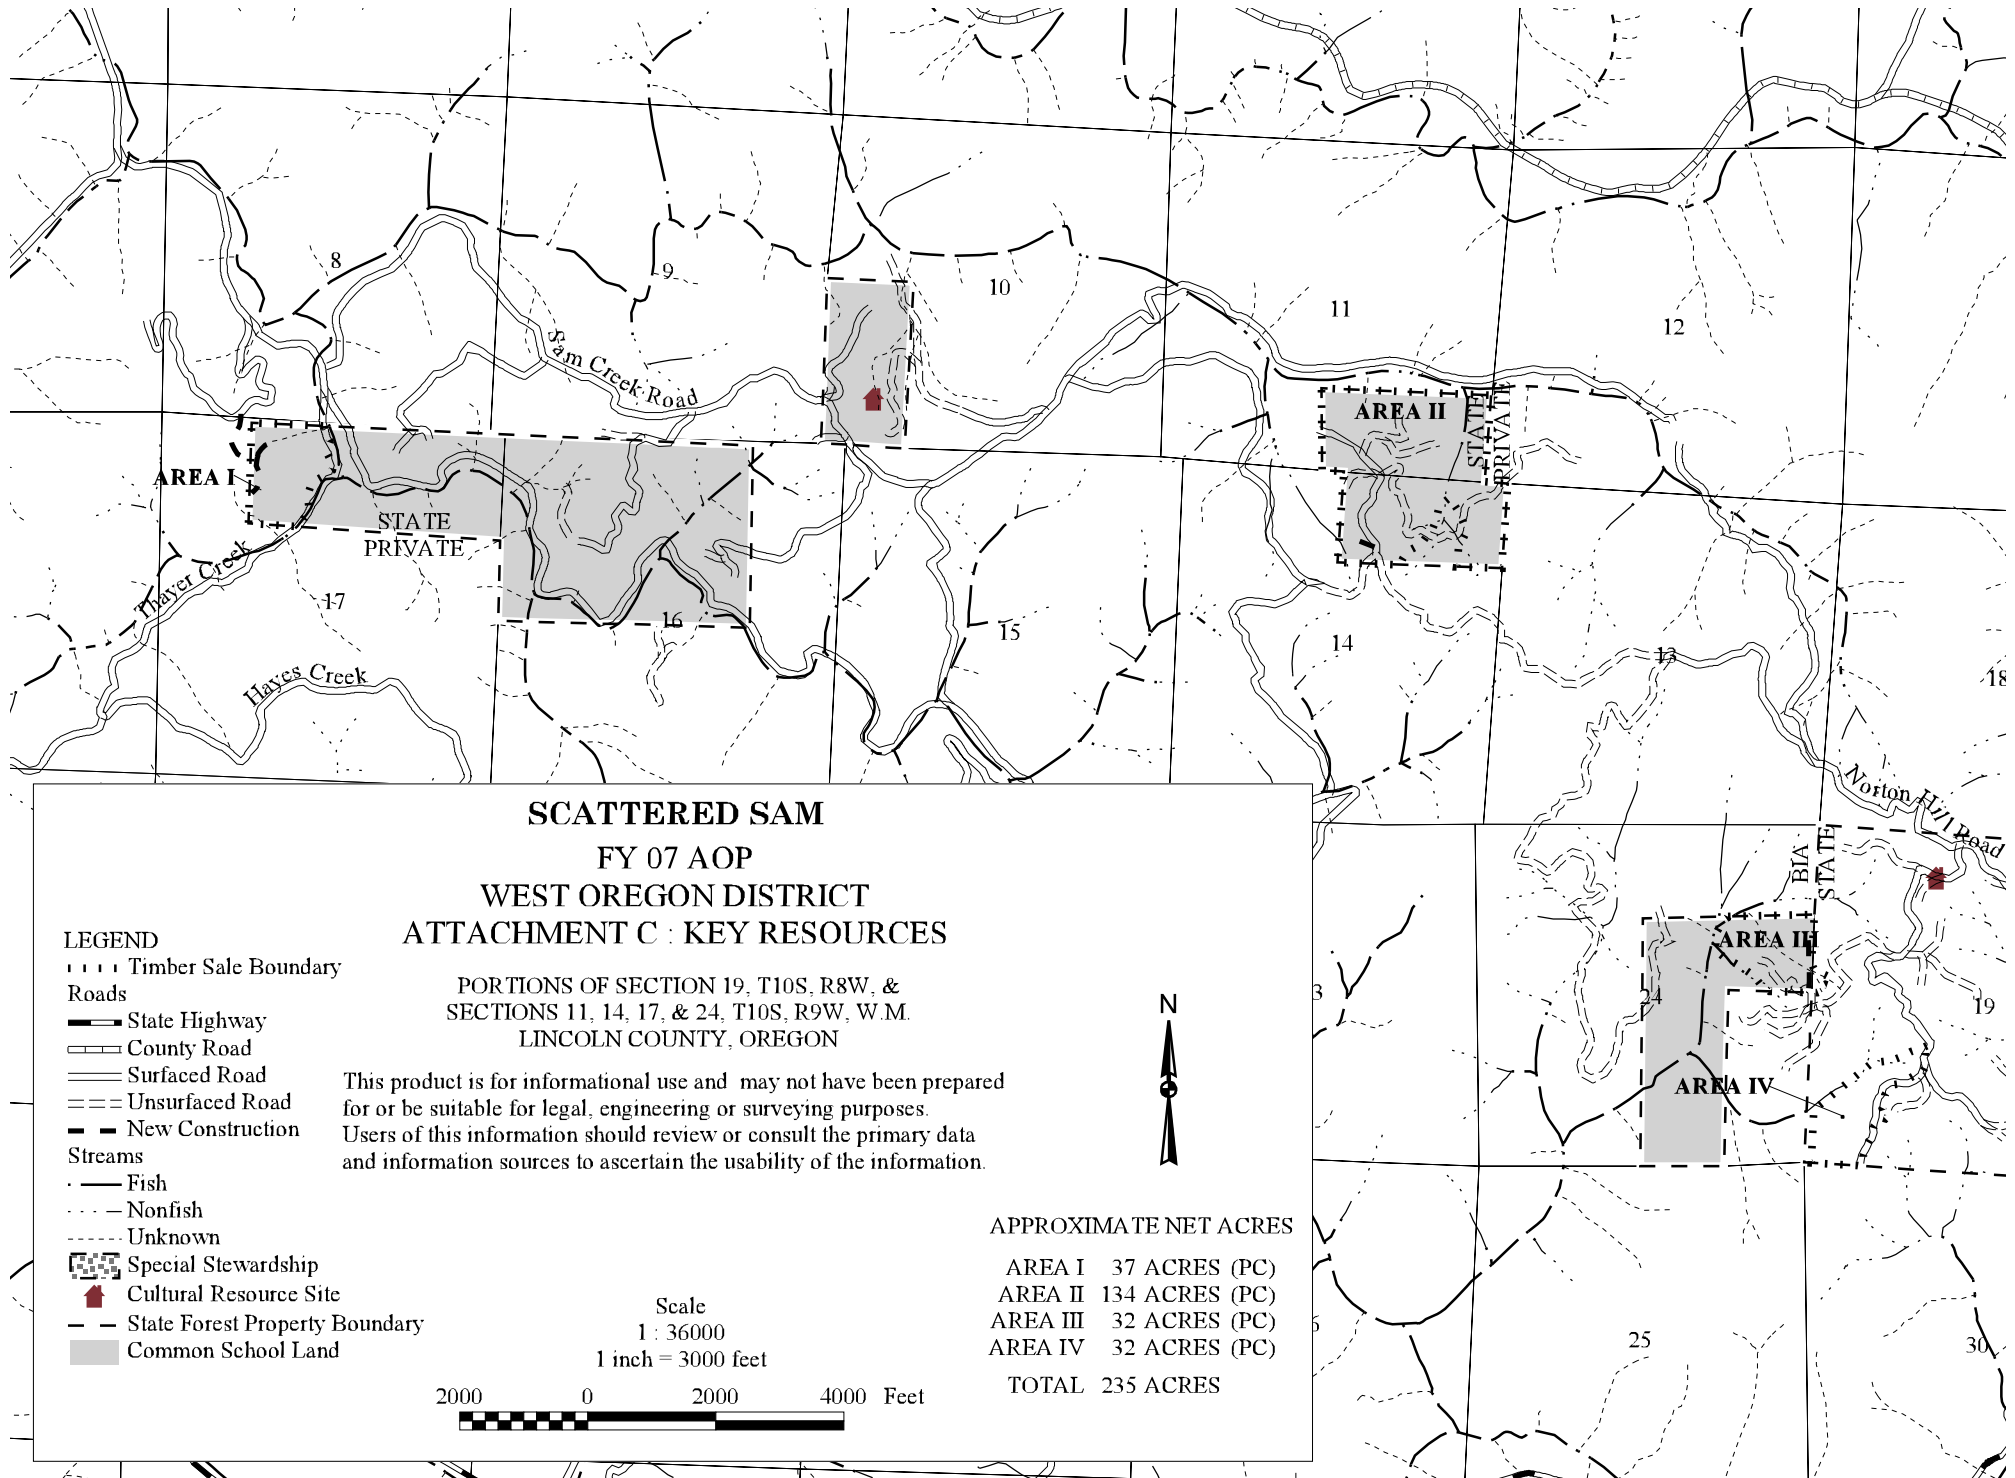 8
9
10
11
12
Sam Creek Road
AREA I
AREA II
STATE
PRIVATE
STATE
PRIVATE
Thayer Creek
17
16
15
14
13
18
Hayes Creek
Norton Hill Road
BIA
STATE
AREA III
24
19
AREA IV
3
25
30
SCATTERED SAM
FY 07 AOP
WEST OREGON DISTRICT
ATTACHMENT C : KEY RESOURCES
PORTIONS OF SECTION 19, T10S, R8W, &
SECTIONS 11, 14, 17, & 24, T10S, R9W, W.M.
LINCOLN COUNTY, OREGON
This product is for informational use and may not have been prepared
for or be suitable for legal, engineering or surveying purposes.
Users of this information should review or consult the primary data
and information sources to ascertain the usability of the information.
LEGEND
Timber Sale Boundary
Roads
State Highway
County Road
Surfaced Road
Unsurfaced Road
New Construction
Streams
Fish
Nonfish
Unknown
Special Stewardship
Cultural Resource Site
State Forest Property Boundary
Common School Land
N
Scale
1 : 36000
1 inch = 3000 feet
2000 0 2000 4000 Feet
APPROXIMATE NET ACRES
AREA I 37 ACRES (PC)
AREA II 134 ACRES (PC)
AREA III 32 ACRES (PC)
AREA IV 32 ACRES (PC)
TOTAL 235 ACRES